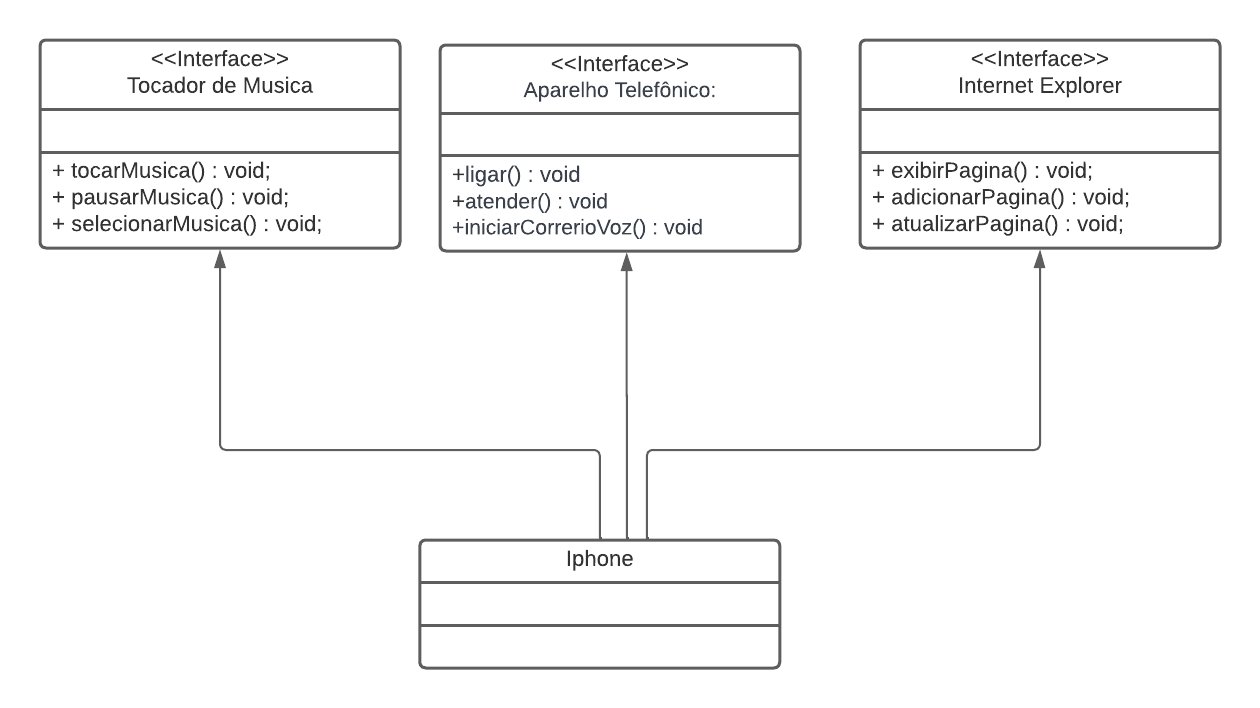 <<Interface>>
Tocador de Musica
+ tocarMusica() : void;
+ pausarMusica() : void;
+ selecionarMusica() : void;
<<Interface>>
Aparelho Telefônico:
+ligar() : void
+atender() : void
+iniciarCorrerioVoz() : void
<<Interface>>
Internet Explorer
+ exibirPagina() : void;
+ adicionarPagina() : void;
+ atualizarPagina() : void;
Iphone